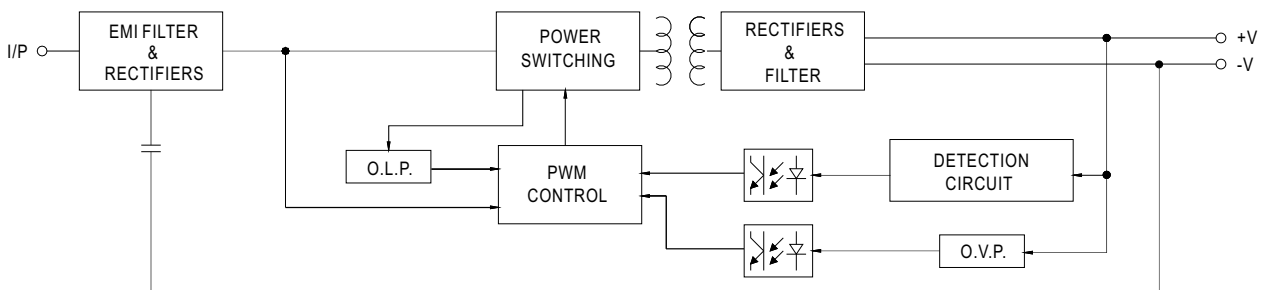 I/P
EMI FILTER
&
RECTIFIERS
POWER
SWITCHING
RECTIFIERS
&
FILTER
+V
-V
O.L.P.
PWM
CONTROL
DETECTION
CIRCUIT
O.V.P.